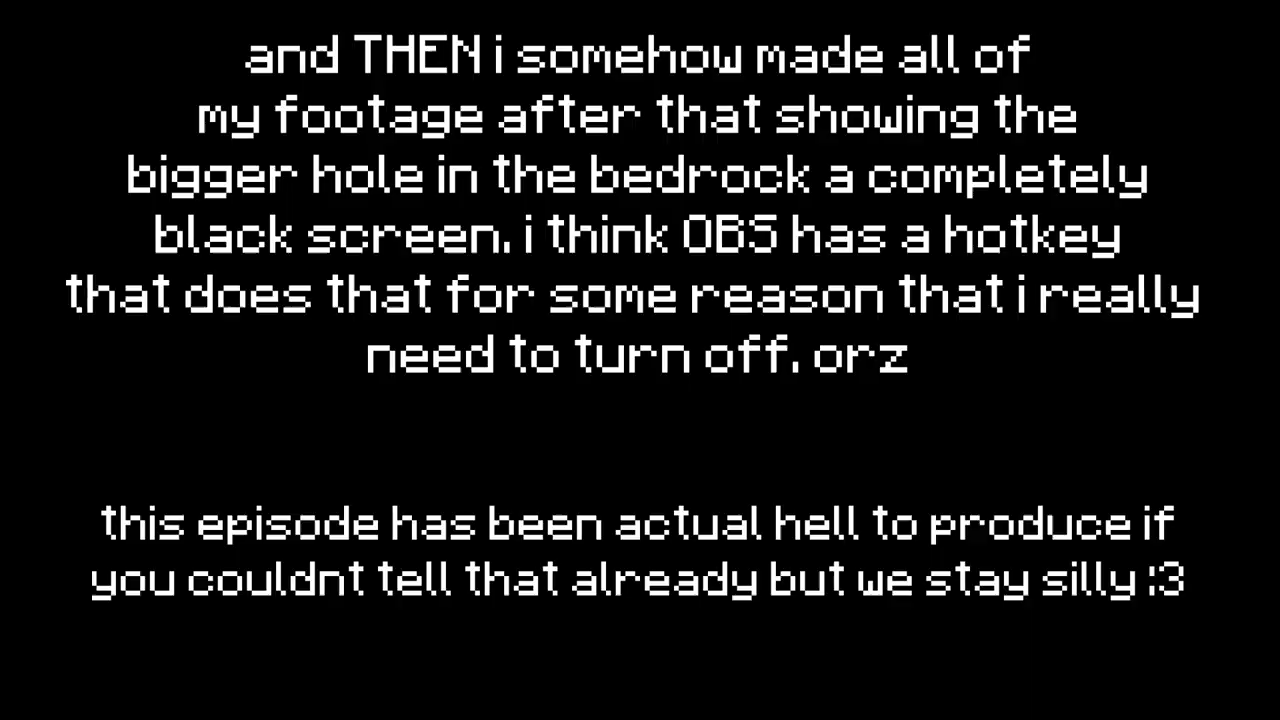 and THEN i somehow made all of
my footage after that showing the
bigger hole in the bedrock a completely
black screen. i think OBS has a hotkey
that does that for some reason that i really
need to turn off. orz
this episode has been actual hell to produce if
you couldnt tell that already but we stay silly :3